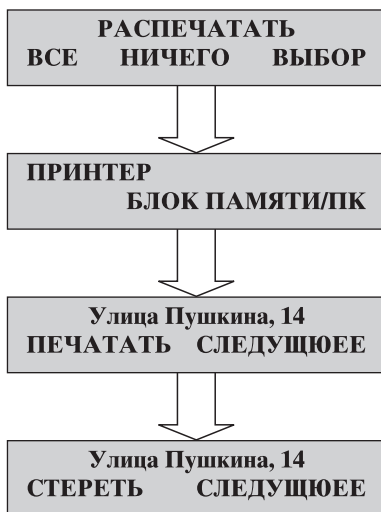 РАСПЕЧАТАТЬ
ВСЕ НИЧЕГО ВЫБОР
ПРИНТЕР
БЛОК ПАМЯТИ/ПК
Улица Пушкина, 14
ПЕЧАТАТЬ СЛЕДУЩЮЕЕ
Улица Пушкина, 14
СТЕРЕТЬ СЛЕДУЩЮЕЕ